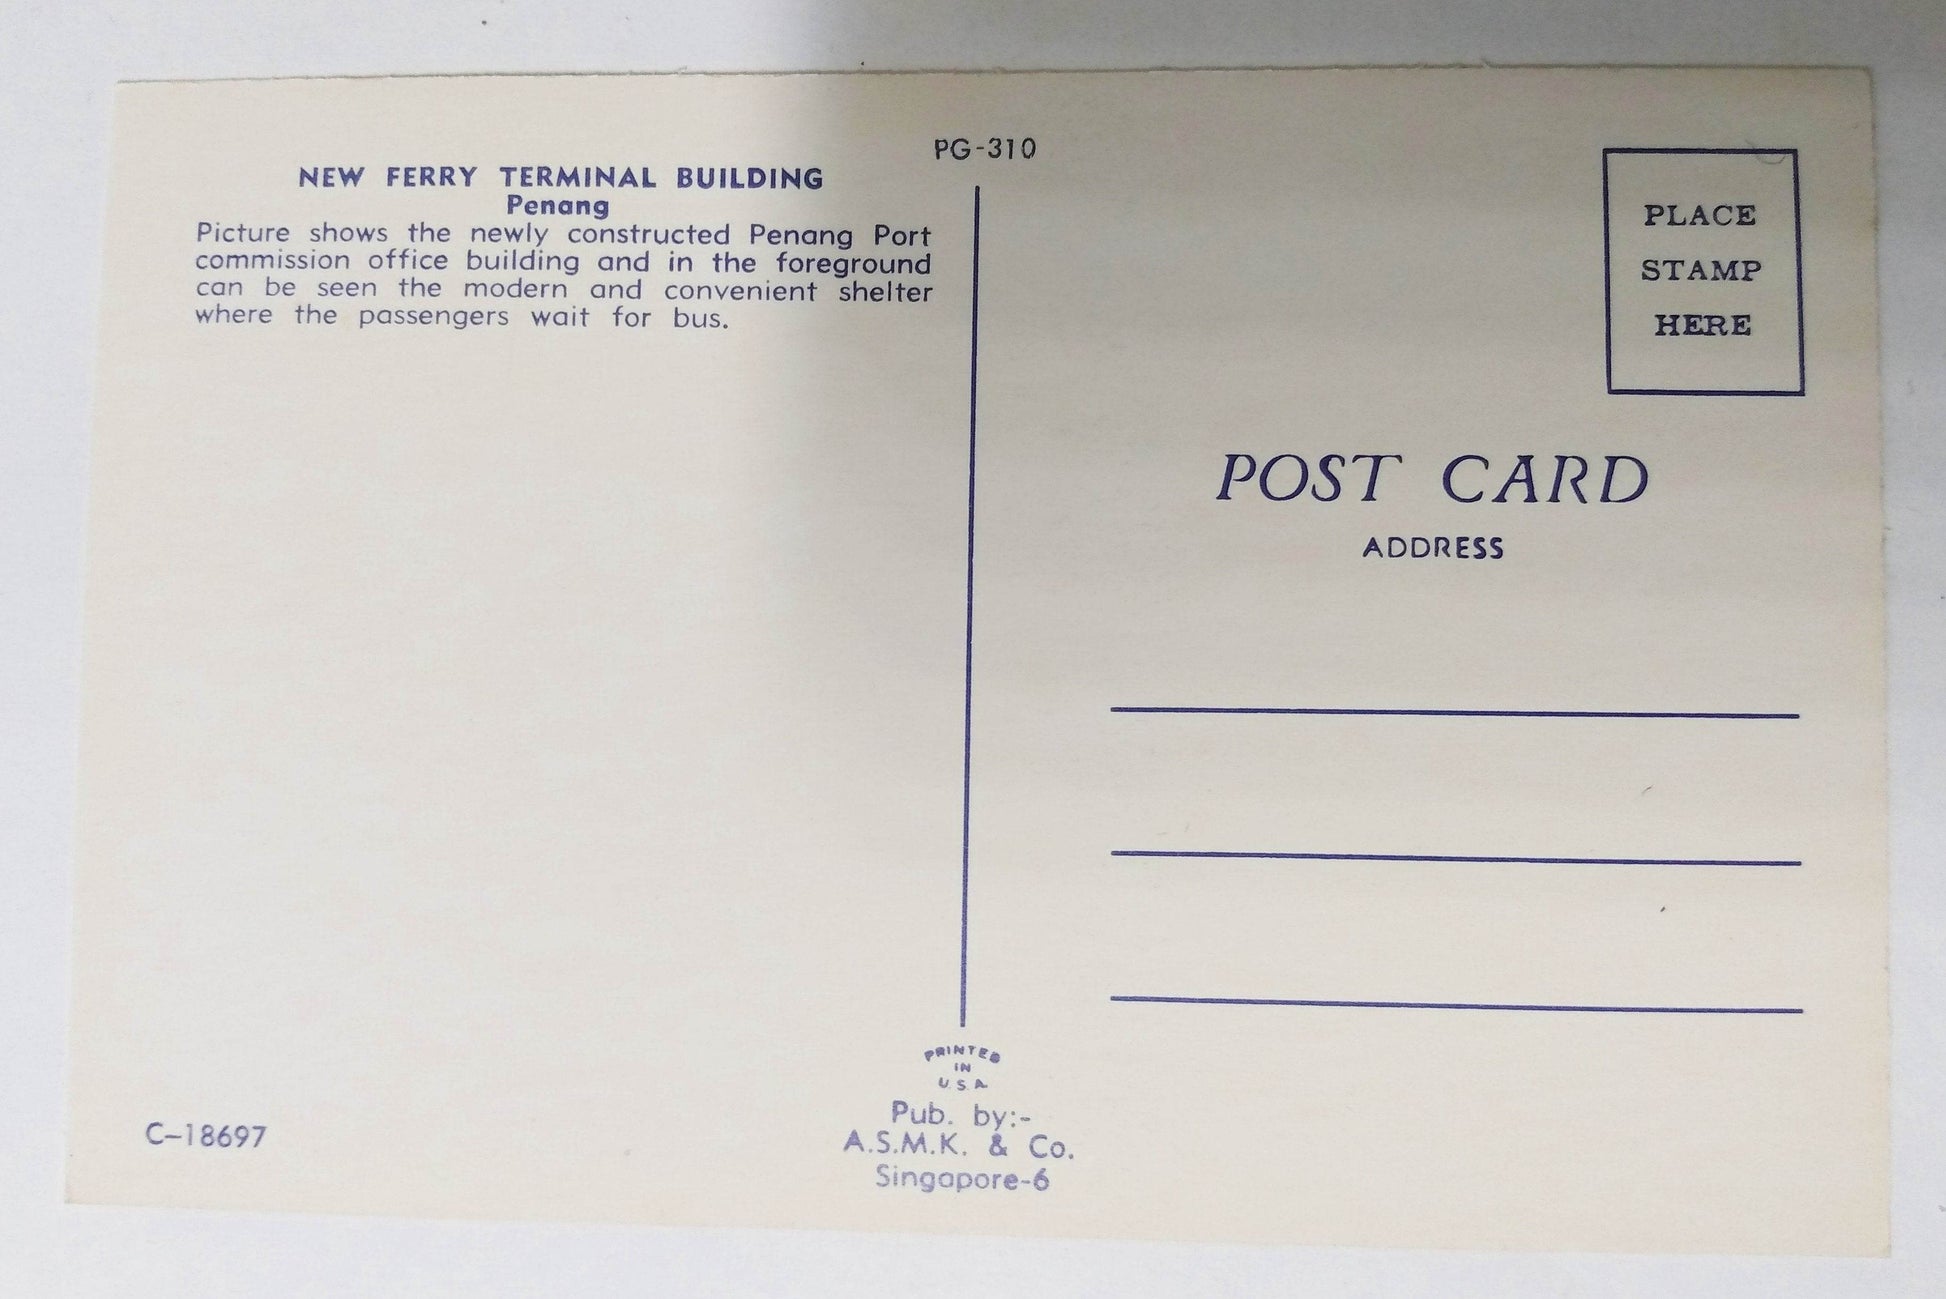 PG-310
NEW FERRY TERMINAL BUILDING
Penang
Picture shows the newly constructed Penang Port
commission office building and in the foreground
can be seen the modern and convenient shelter
where the passengers wait for bus.
PLACE
STAMP
HERE
POST CARD
ADDRESS
PRINTED
IN
U.S.A.
Pub. by:-
A.S.M.K. & Co.
Singapore-6
C-18697